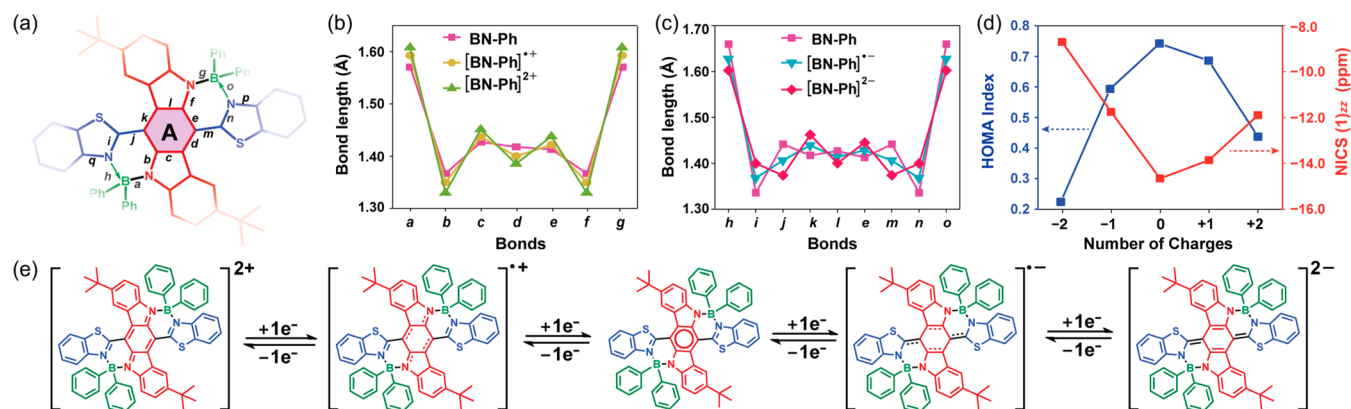 (a)
Ph
B
Ph
g
o
N
f
N
p
l
n
k
e
S
A
m
i
j
d
S
q
N
b
c
h
B
a
N
Ph
Ph
(b)
Bond length (Å)
1.60
1.50
1.40
1.30
BN-Ph
[BN-Ph]•+
[BN-Ph]2+
a b c d e f g
Bonds
(c)
Bond length (Å)
1.70
1.60
1.50
1.40
1.30
BN-Ph
[BN-Ph]•−
[BN-Ph]2−
h i j k l e m n o
Bonds
(d)
HOMA Index
0.8
0.7
0.6
0.5
0.4
0.3
0.2
−8.0
−10.0
−12.0
−14.0
−16.0
NICS (1)zz (ppm)
-2 -1 0 +1 +2
Number of Charges
(e)
2+
B
N
S
N
N
S
N
B
+1e−
−1e−
•+
B
N
S
N
N
S
N
B
+1e−
−1e−
B
N
S
N
N
S
B
N
+1e−
−1e−
•−
B
N
S
N
N
S
B
N
+1e−
−1e−
2−
B
N
S
N
N
S
B
N